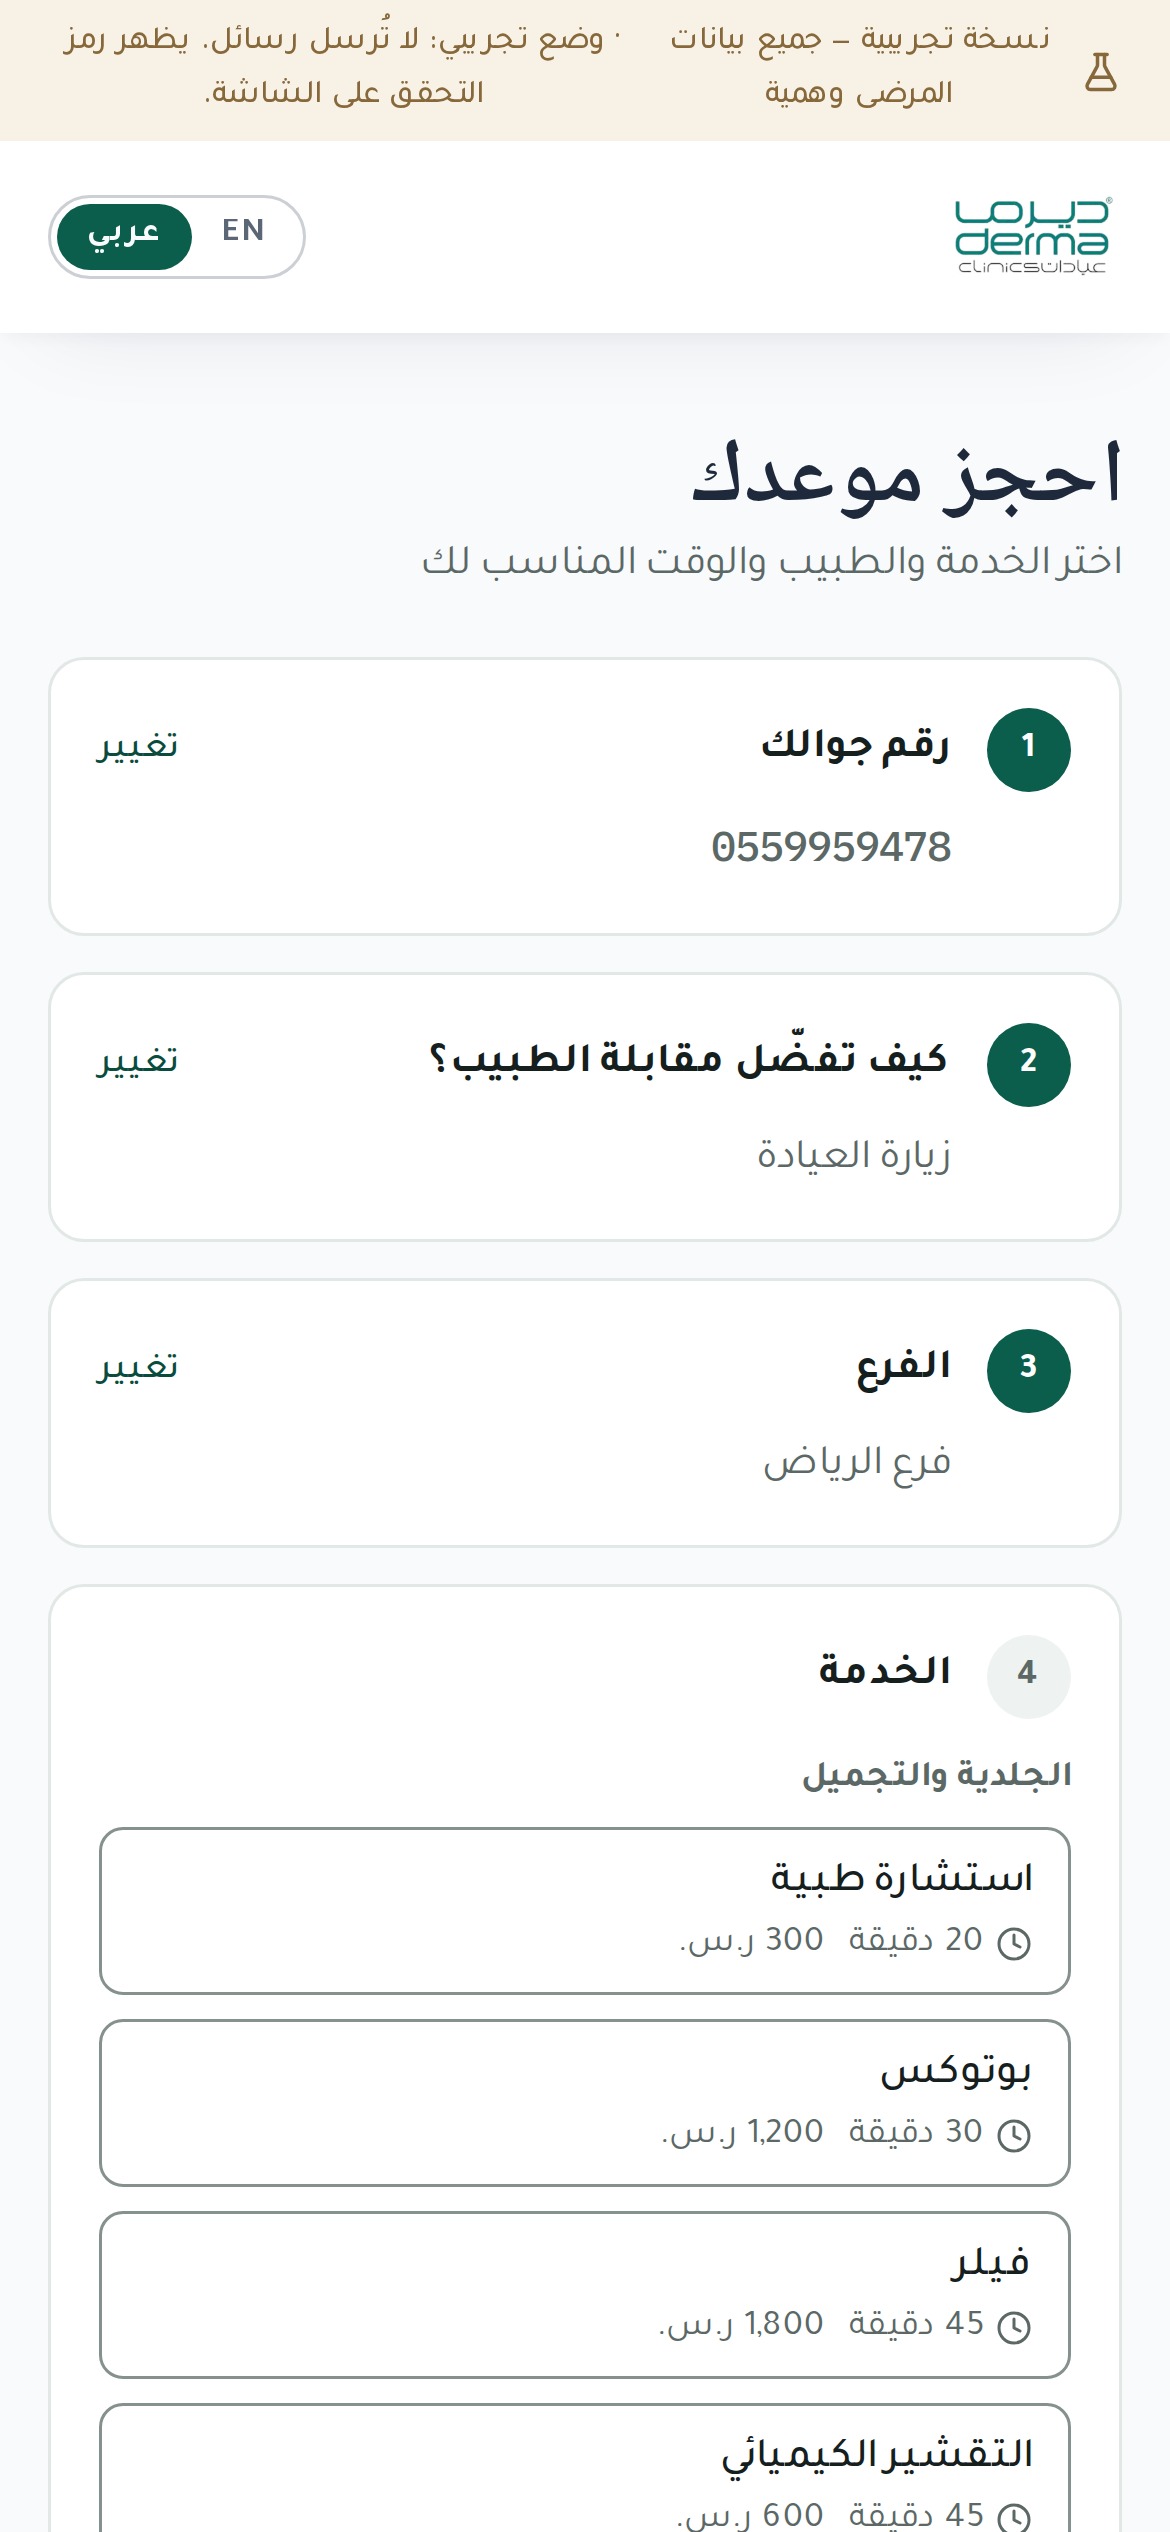 نسخة تجريبية – جميع بيانات المرضى وهمية
· وضع تجريبي: لا تُرسل رسائل. يظهر رمز التحقق على الشاشة.
ديرما®
derma
clinics عيادات
EN
عربي
احجز موعدك
اختر الخدمة والطبيب والوقت المناسب لك
1 رقم جوالك تغيير
0559959478
2 كيف تفضّل مقابلة الطبيب؟ تغيير
زيارة العيادة
3 الفرع تغيير
فرع الرياض
4 الخدمة
الجلدية والتجميل
استشارة طبية
20 دقيقة 300 ر.س.
بوتوكس
30 دقيقة 1,200 ر.س.
فيلر
45 دقيقة 1,800 ر.س.
التقشير الكيميائي
45 دقيقة 600 ر.س.